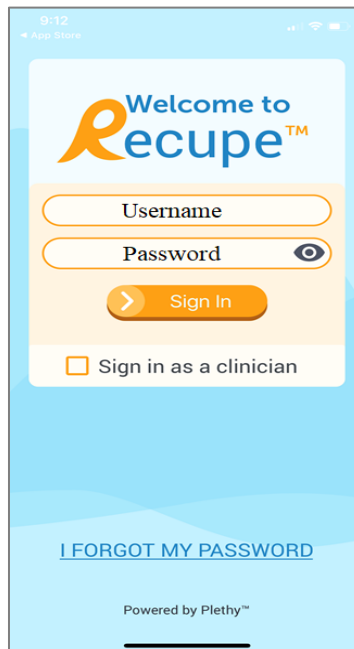 9:12
◀ App Store
Welcome to
Recupe™
Username
Password
Sign In
Sign in as a clinician
I FORGOT MY PASSWORD
Powered by Plethy™